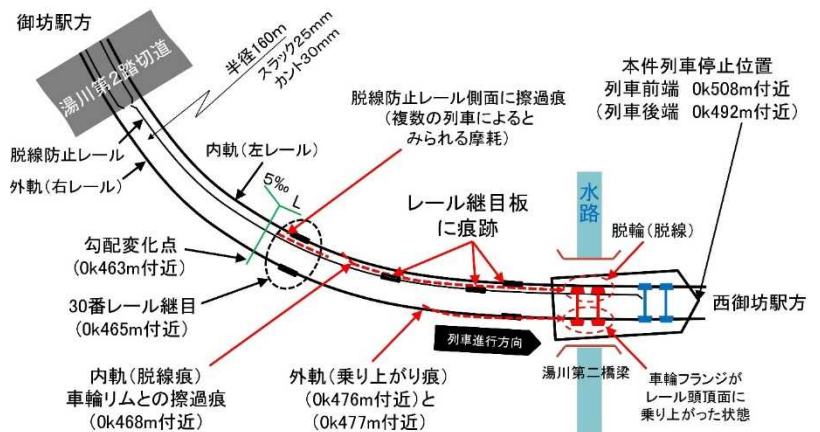 御坊駅方
湯川第2踏切道
半径160m
スラック25mm
カント30mm
脱線防止レール側面に擦過痕
(複数の列車によると
みられる摩耗)
本件列車停止位置
列車前端 0k508m付近
(列車後端 0k492m付近)
脱線防止レール
外軌(右レール)
内軌(左レール)
5‰
L
レール継目板
に痕跡
水路
脱輪(脱線)
勾配変化点
(0k463m付近)
30番レール継目
(0k465m付近)
西御坊駅方
列車進行方向
湯川第二橋梁
内軌(脱線痕)
車輪リムとの擦過痕
(0k468m付近)
外軌(乗り上がり痕)
(0k476m付近)と
(0k477m付近)
車輪フランジが
レール頭頂面に
乗り上がった状態